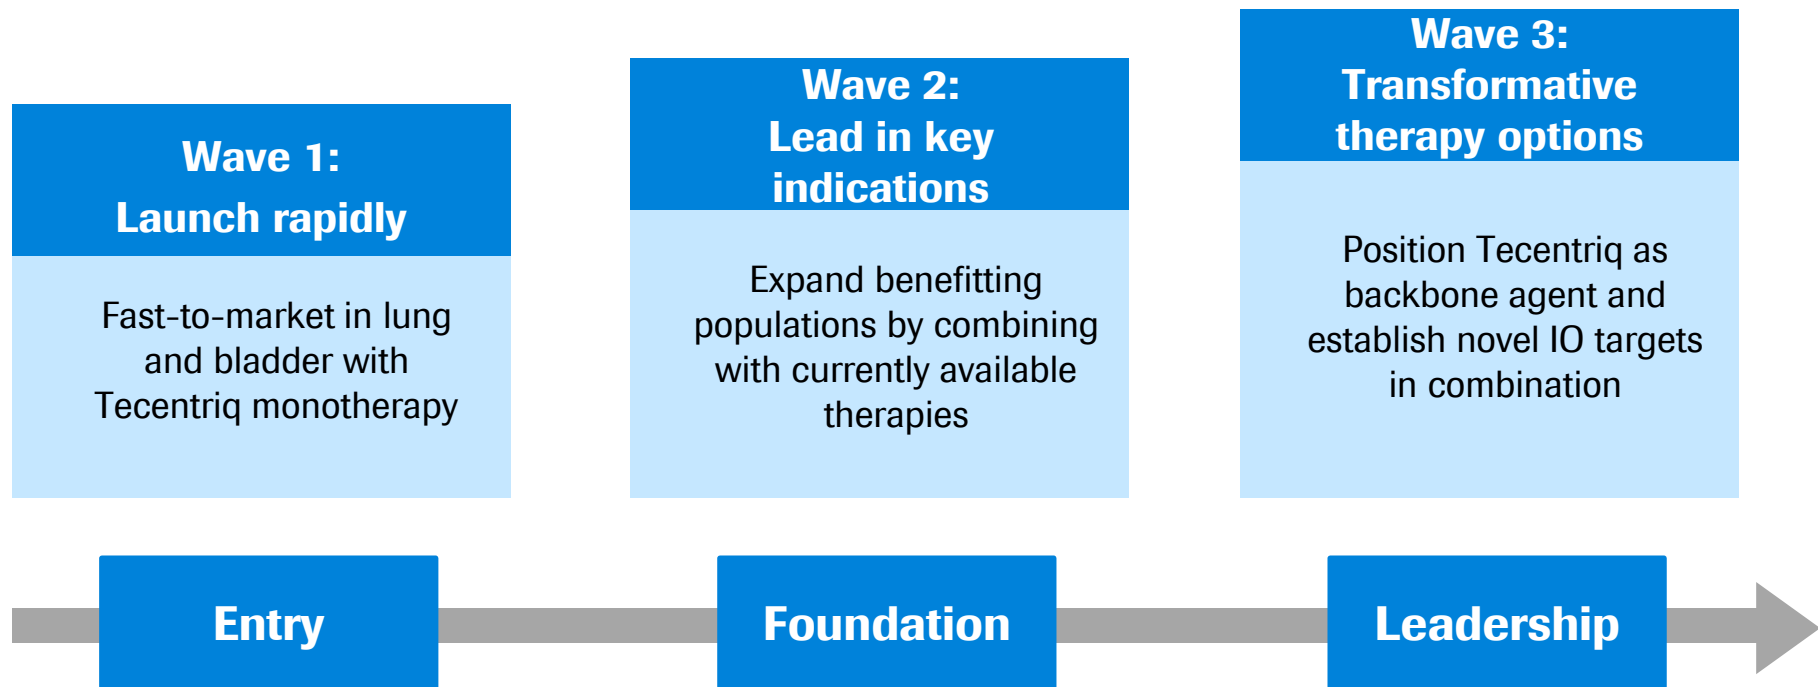 Wave 1:
Launch rapidly
Fast-to-market in lung
and bladder with
Tecentriq monotherapy
Wave 2:
Lead in key
indications
Expand benefitting
populations by combining
with currently available
therapies
Wave 3:
Transformative
therapy options
Position Tecentriq as
backbone agent and
establish novel IO targets
in combination
Entry
Foundation
Leadership